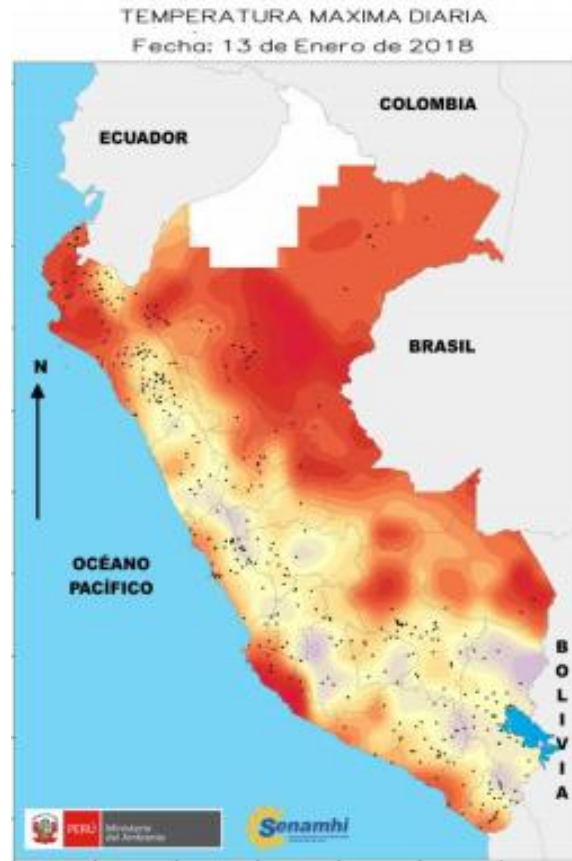 TEMPERATURA MAXIMA DIARIA
Fecha: 13 de Enero de 2018
COLOMBIA
ECUADOR
BRASIL
N
OCÉANO
PACÍFICO
BOLIVIA
PERÚ
Ministerio
del Ambiente
Senamhi